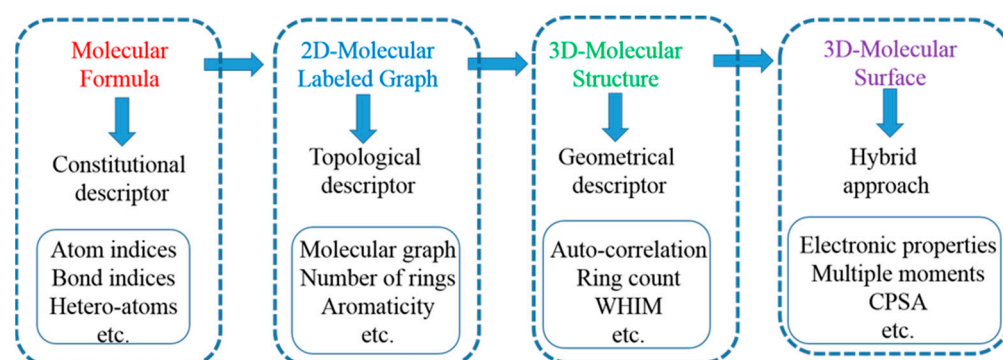 Molecular
Formula
Constitutional
descriptor
Atom indices
Bond indices
Hetero-atoms
etc.
2D-Molecular
Labeled Graph
Topological
descriptor
Molecular graph
Number of rings
Aromaticity
etc.
3D-Molecular
Structure
Geometrical
descriptor
Auto-correlation
Ring count
WHIM
etc.
3D-Molecular
Surface
Hybrid
approach
Electronic properties
Multiple moments
CPSA
etc.